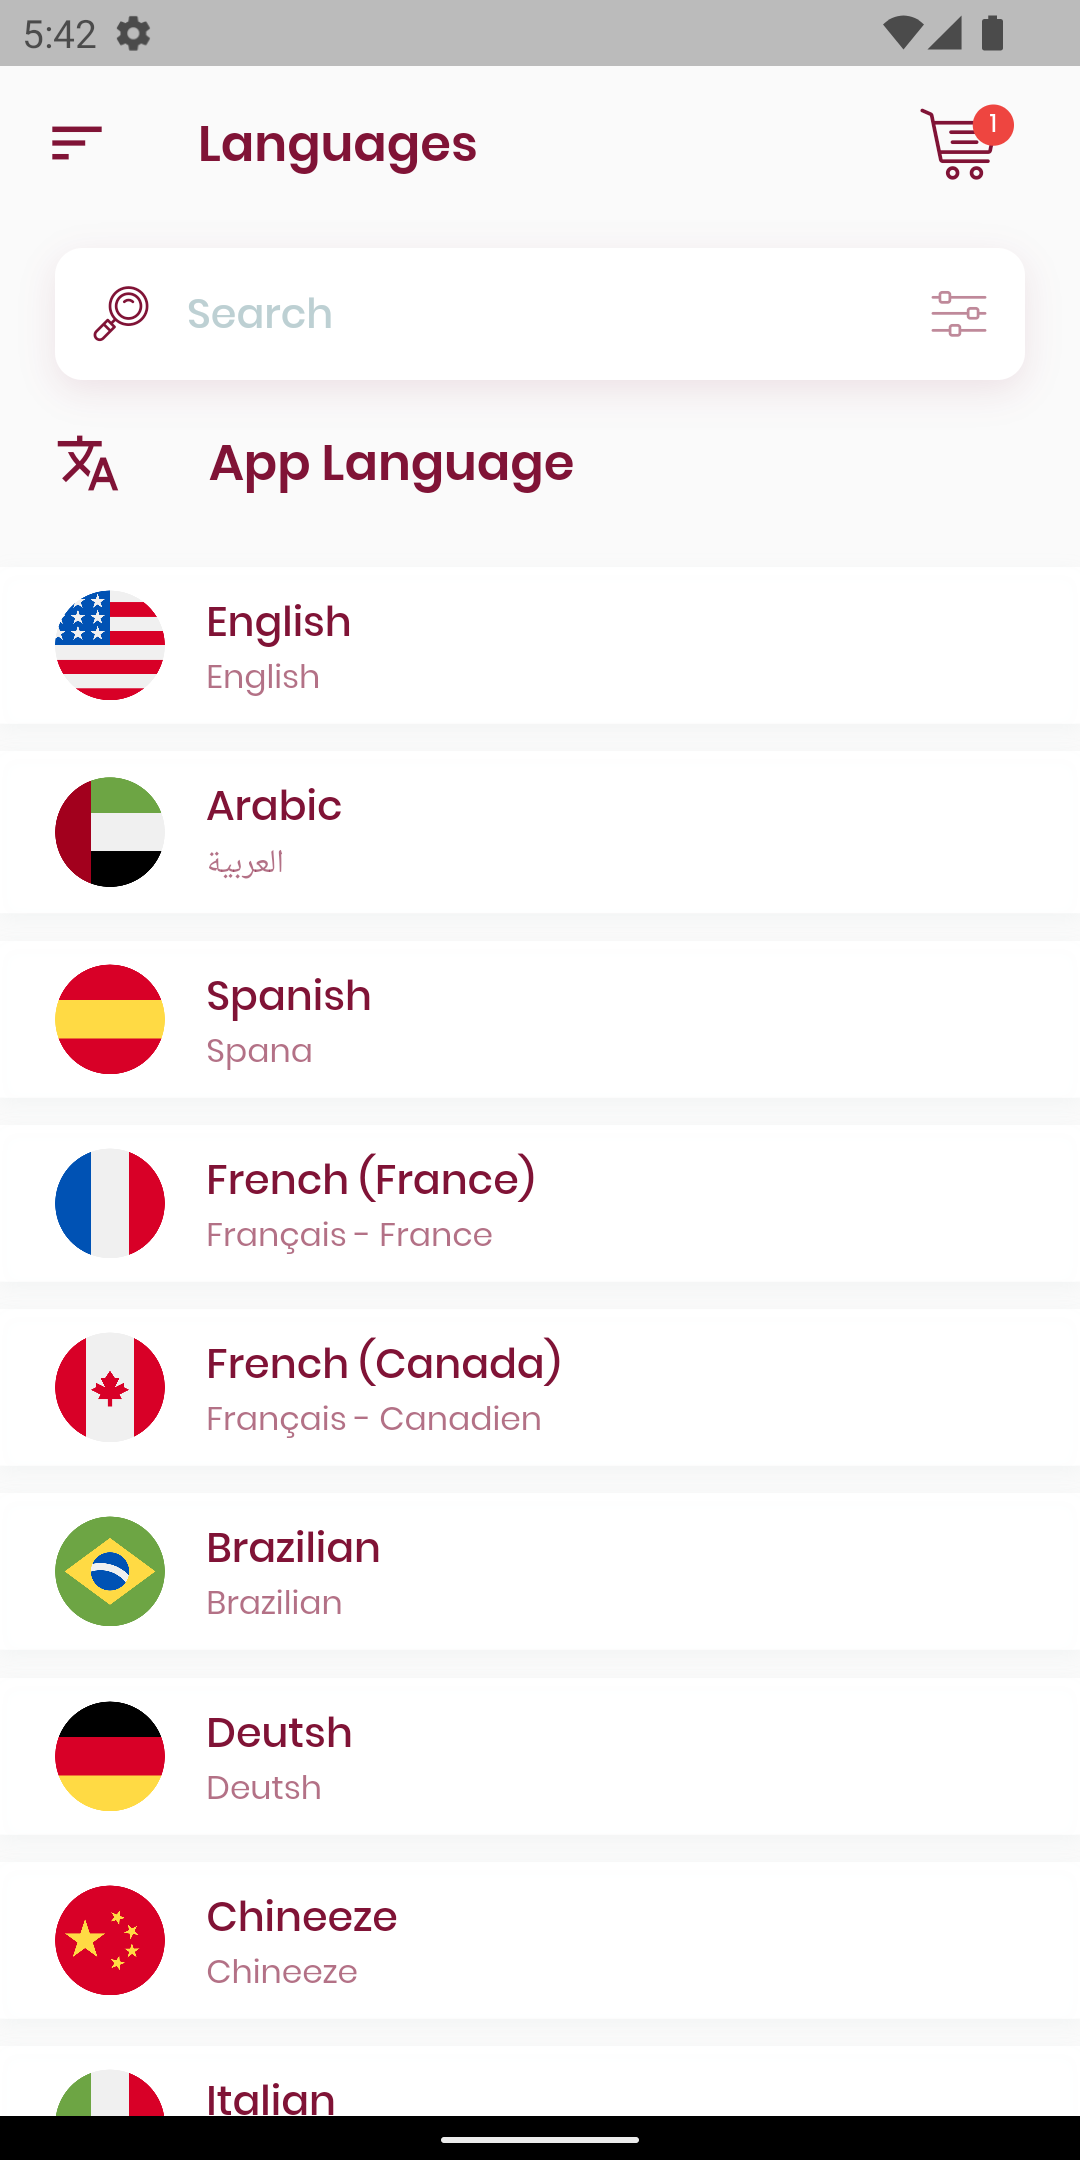 5:42
Languages
1
Search
App Language
English
English
Arabic
العربية
Spanish
Spana
French (France)
Français - France
French (Canada)
Français - Canadien
Brazilian
Brazilian
Deutsh
Deutsh
Chineeze
Chineeze
Italian